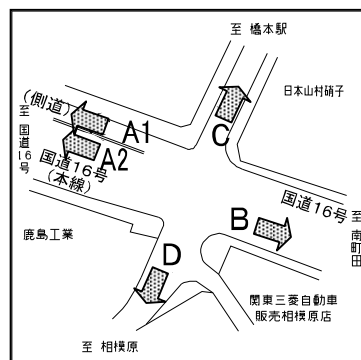 至 橋本駅
日本山村硝子
(側道)
A1
至 国道16号
A2
国道16号
(本線)
C
国道16号
至 南町田
B
鹿島工業
D
関東三菱自動車
販売相模原店
至 相模原